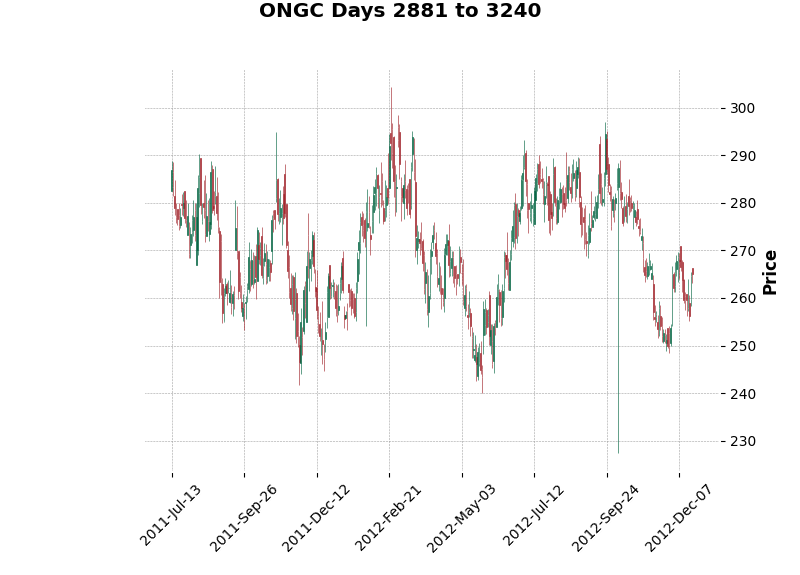 ONGC Days 2881 to 3240
300
290
280
270
260
250
240
230
Price
2011-Jul-13
2011-Sep-26
2011-Dec-12
2012-Feb-21
2012-May-03
2012-Jul-12
2012-Sep-24
2012-Dec-07